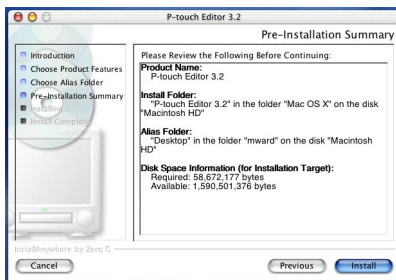 P-touch Editor 3.2
Pre-Installation Summary
Introduction
Choose Product Features
Choose Alias Folder
Pre-Installation Summary
Installing...
Install Complete
Please Review the Following Before Continuing:
Product Name:
P-touch Editor 3.2
Install Folder:
"P-touch Editor 3.2" in the folder "Mac OS X" on the disk
"Macintosh HD"
Alias Folder:
"Desktop" in the folder "mward" on the disk "Macintosh
HD"
Disk Space Information (for Installation Target):
Required: 58,672,177 bytes
Available: 1,590,501,376 bytes
InstallAnywhere by Zero G
Cancel
Previous
Install